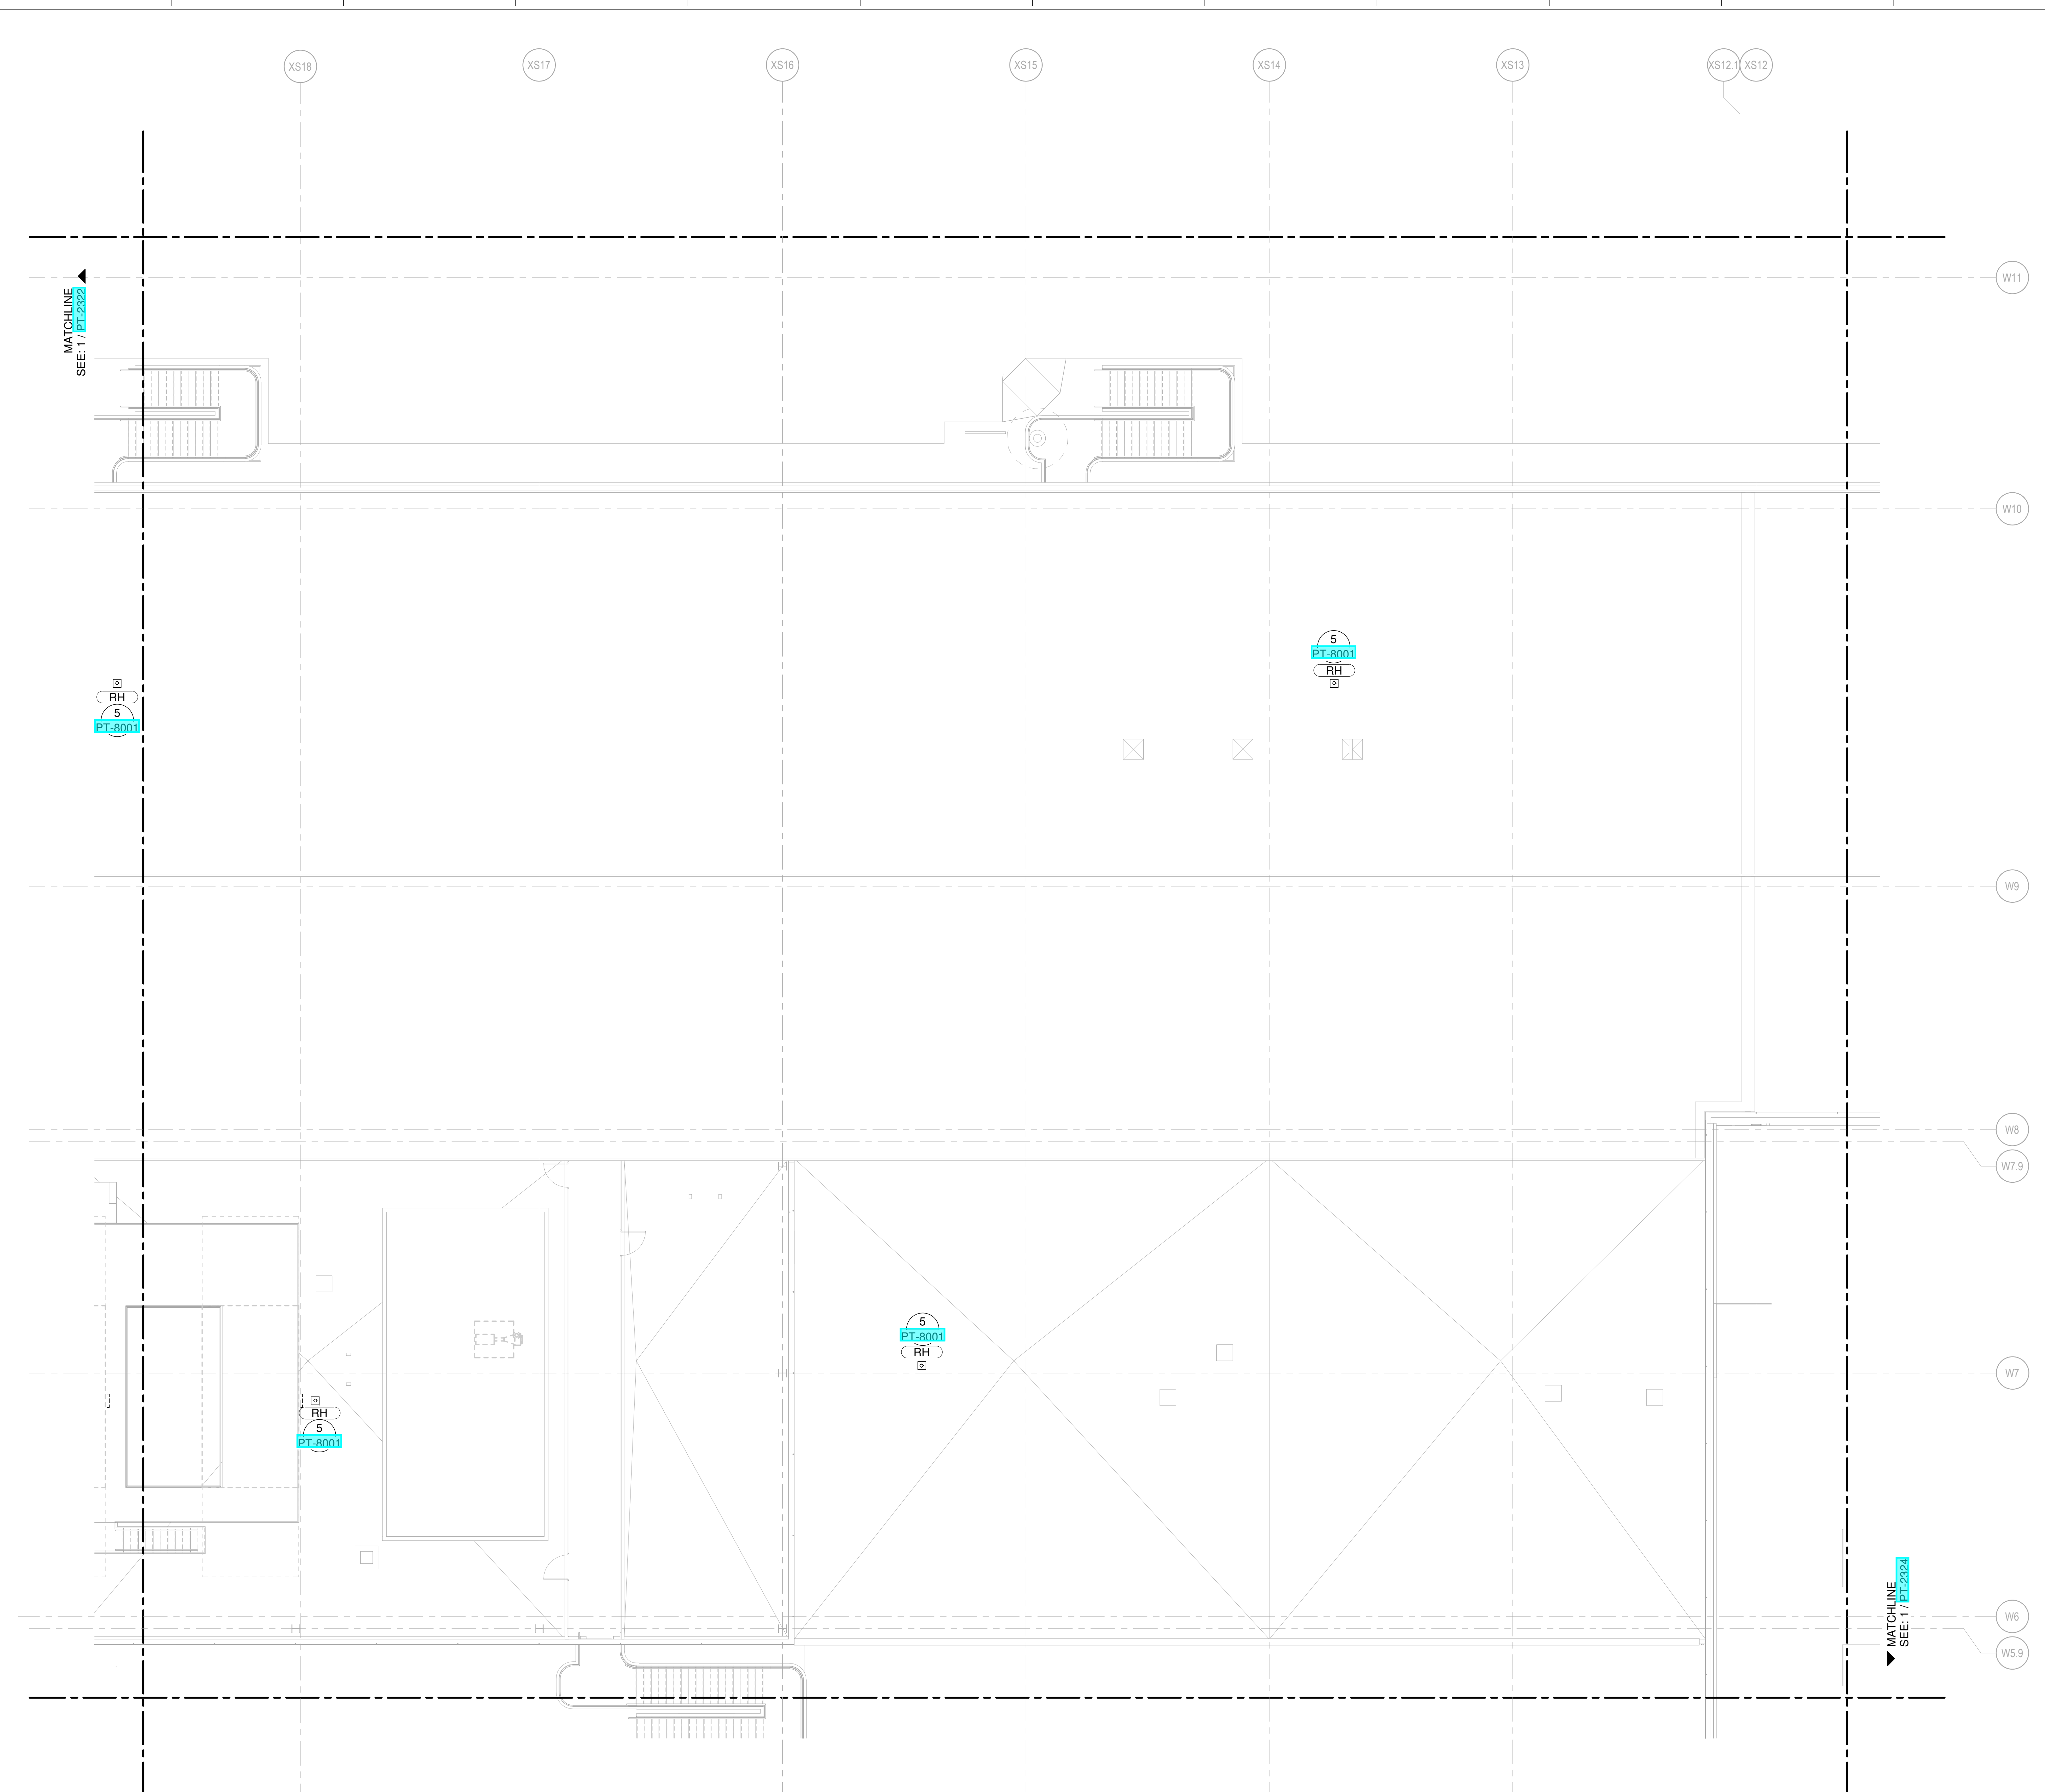 XS18
XS17
XS16
XS15
XS14
XS13
XS12.1
XS12
W11
MATCHLINE
SEE: 1 / PT-2322
W10
5
PT-8001
RH
RH
5
PT-8001
W9
W8
W7.9
5
PT-8001
RH
W7
RH
5
PT-8001
MATCHLINE
SEE: 1 / PT-2324
W6
W5.9